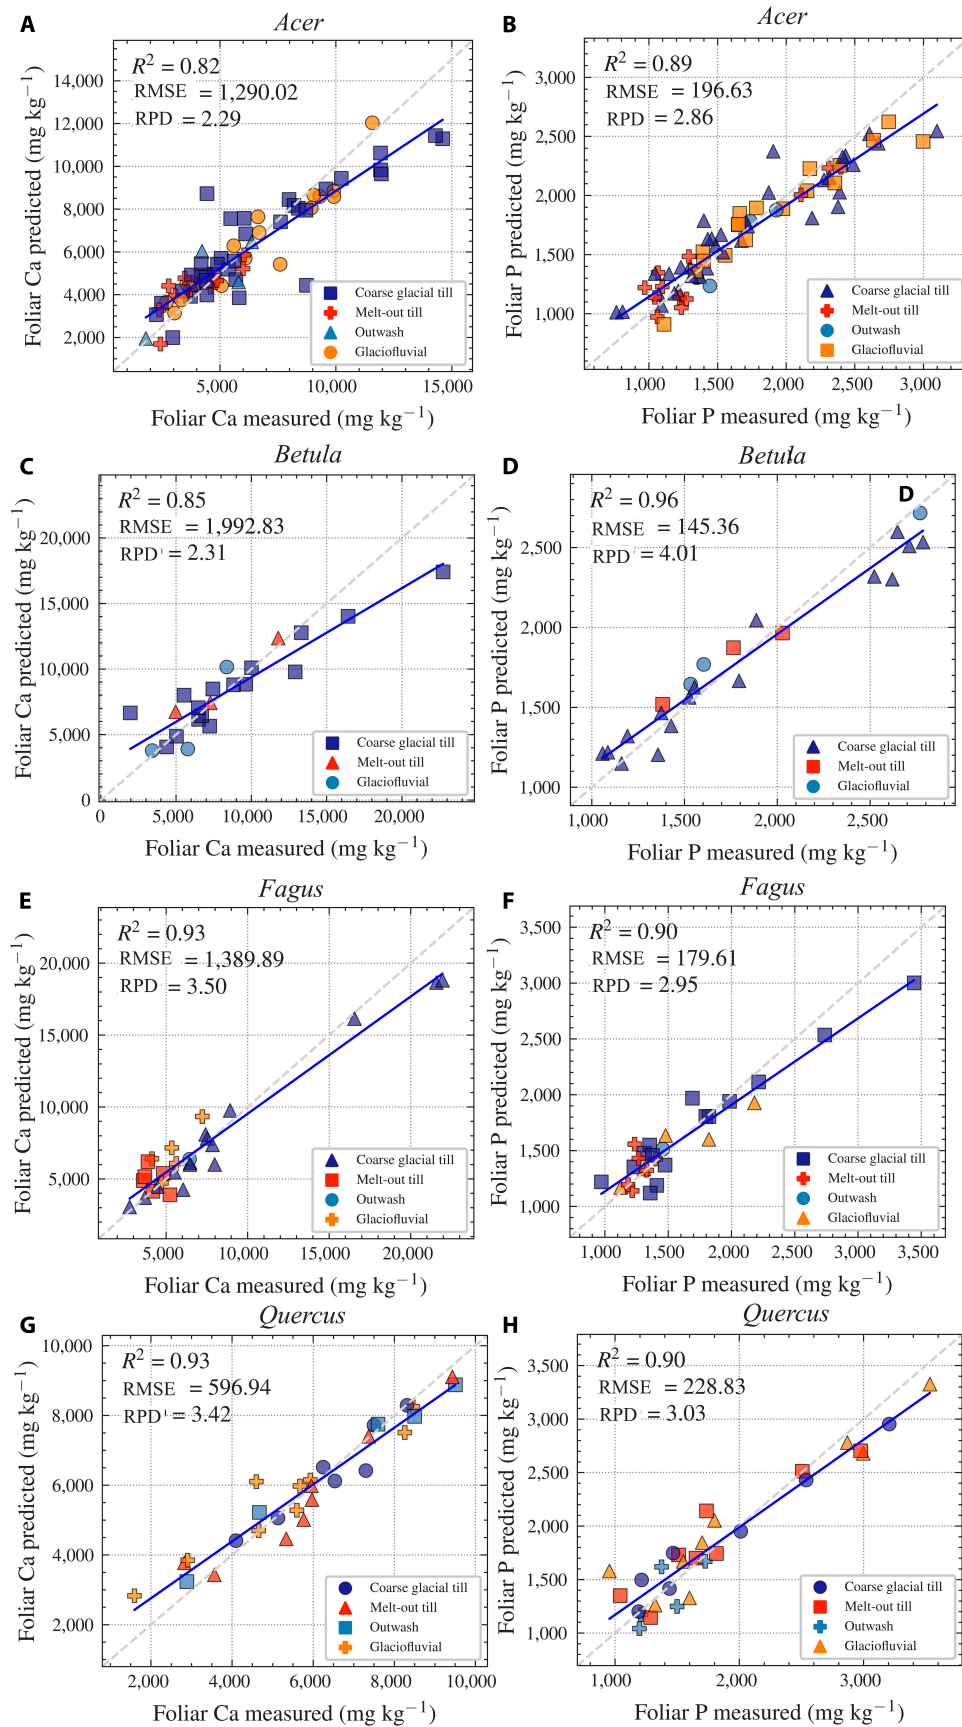 A
Acer
R² = 0.82
RMSE = 1,290.02
RPD = 2.29
14,000
12,000
10,000
8,000
6,000
4,000
2,000
5,000
10,000
15,000
Foliar Ca predicted (mg kg⁻¹)
Foliar Ca measured (mg kg⁻¹)
Coarse glacial till
Melt-out till
Outwash
Glaciofluvial
B
Acer
R² = 0.89
RMSE = 196.63
RPD = 2.86
3,000
2,500
2,000
1,500
1,000
1,000
1,500
2,000
2,500
3,000
Foliar P predicted (mg kg⁻¹)
Foliar P measured (mg kg⁻¹)
Coarse glacial till
Melt-out till
Outwash
Glaciofluvial
C
Betula
R² = 0.85
RMSE = 1,992.83
RPD = 2.31
20,000
15,000
10,000
5,000
0
0
5,000
10,000
15,000
20,000
Foliar Ca predicted (mg kg⁻¹)
Foliar Ca measured (mg kg⁻¹)
Coarse glacial till
Melt-out till
Glaciofluvial
D
Betula
D
R² = 0.96
RMSE = 145.36
RPD = 4.01
2,500
2,000
1,500
1,000
1,000
1,500
2,000
2,500
Foliar P predicted (mg kg⁻¹)
Foliar P measured (mg kg⁻¹)
Coarse glacial till
Melt-out till
Glaciofluvial
E
Fagus
R² = 0.93
RMSE = 1,389.89
RPD = 3.50
20,000
15,000
10,000
5,000
5,000
10,000
15,000
20,000
Foliar Ca predicted (mg kg⁻¹)
Foliar Ca measured (mg kg⁻¹)
Coarse glacial till
Melt-out till
Outwash
Glaciofluvial
F
Fagus
R² = 0.90
RMSE = 179.61
RPD = 2.95
3,500
3,000
2,500
2,000
1,500
1,000
1,000
1,500
2,000
2,500
3,000
3,500
Foliar P predicted (mg kg⁻¹)
Foliar P measured (mg kg⁻¹)
Coarse glacial till
Melt-out till
Outwash
Glaciofluvial
G
Quercus
R² = 0.93
RMSE = 596.94
RPD = 3.42
10,000
8,000
6,000
4,000
2,000
2,000
4,000
6,000
8,000
10,000
Foliar Ca predicted (mg kg⁻¹)
Foliar Ca measured (mg kg⁻¹)
Coarse glacial till
Melt-out till
Outwash
Glaciofluvial
H
Quercus
R² = 0.90
RMSE = 228.83
RPD = 3.03
3,500
3,000
2,500
2,000
1,500
1,000
1,000
2,000
3,000
Foliar P predicted (mg kg⁻¹)
Foliar P measured (mg kg⁻¹)
Coarse glacial till
Melt-out till
Outwash
Glaciofluvial